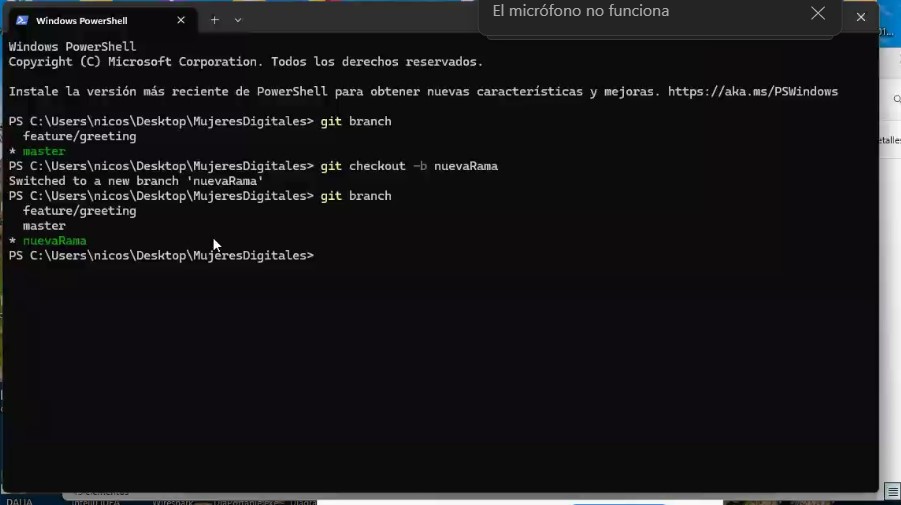 El micrófono no funciona
Windows PowerShell
Windows PowerShell
Copyright (C) Microsoft Corporation. Todos los derechos reservados.
Instale la versión más reciente de PowerShell para obtener nuevas características y mejoras. https://aka.ms/PSWindows
PS C:\Users\nicos\Desktop\MujeresDigitales> git branch
feature/greeting
* master
PS C:\Users\nicos\Desktop\MujeresDigitales> git checkout -b nuevaRama
Switched to a new branch 'nuevaRama'
PS C:\Users\nicos\Desktop\MujeresDigitales> git branch
feature/greeting
master
* nuevaRama
PS C:\Users\nicos\Desktop\MujeresDigitales>